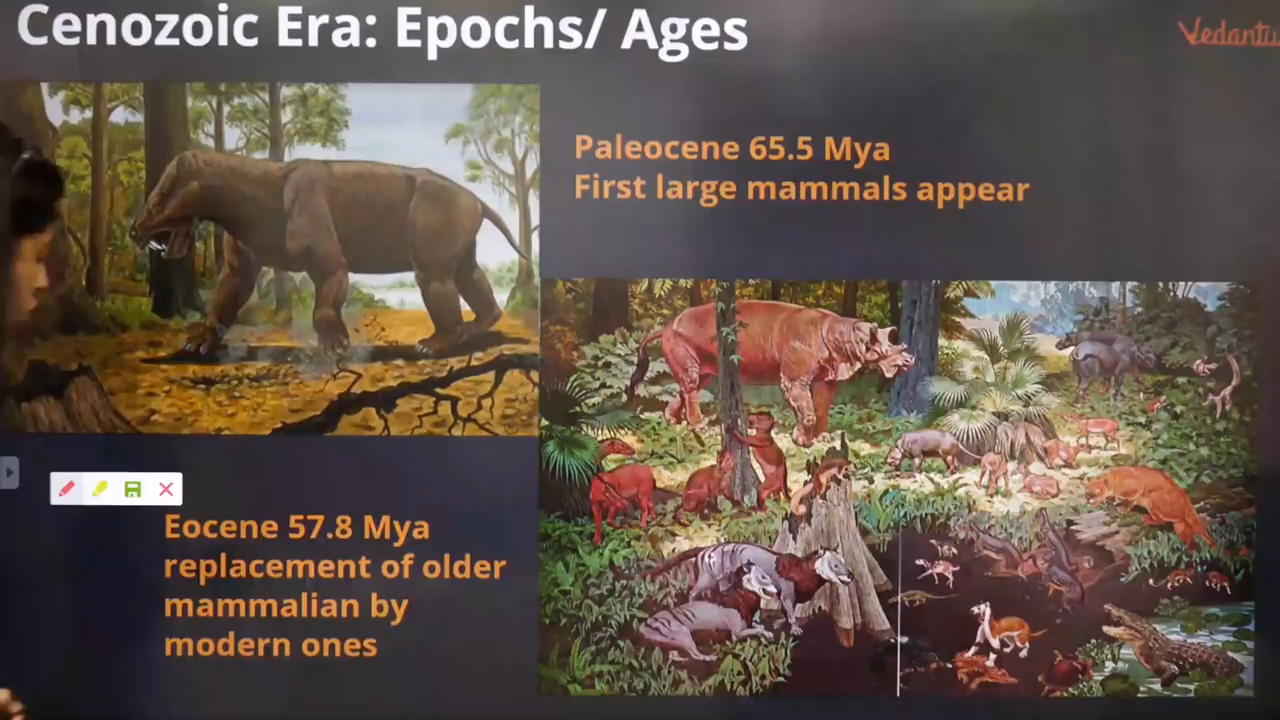 Cenozoic Era: Epochs/ Ages
Vedantu
Paleocene 65.5 Mya
First large mammals appear
Eocene 57.8 Mya
replacement of older
mammalian by
modern ones